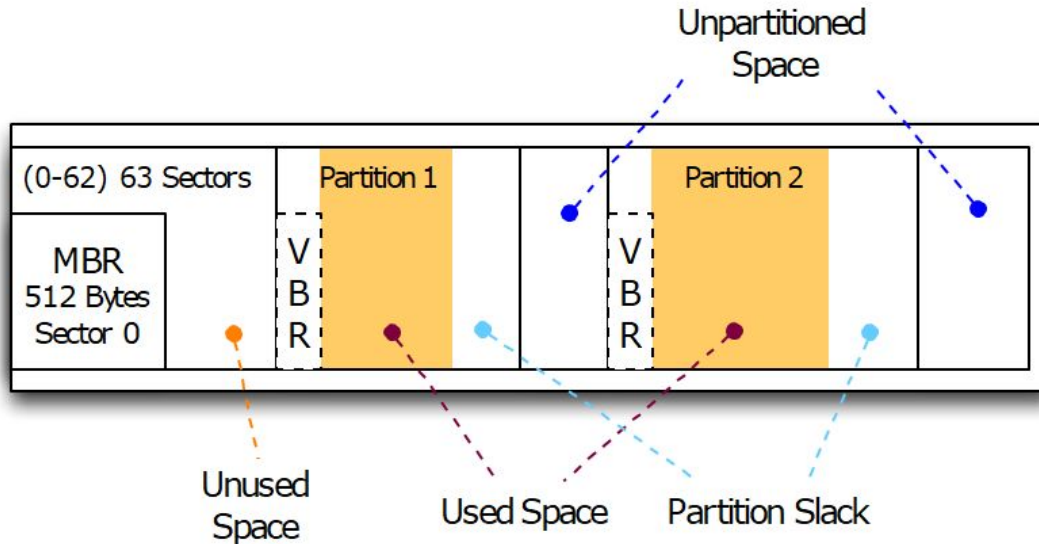 Unpartitioned
Space
(0-62) 63 Sectors
Partition 1
Partition 2
MBR
512 Bytes
Sector 0
V
B
R
V
B
R
Unused
Space
Used Space
Partition Slack